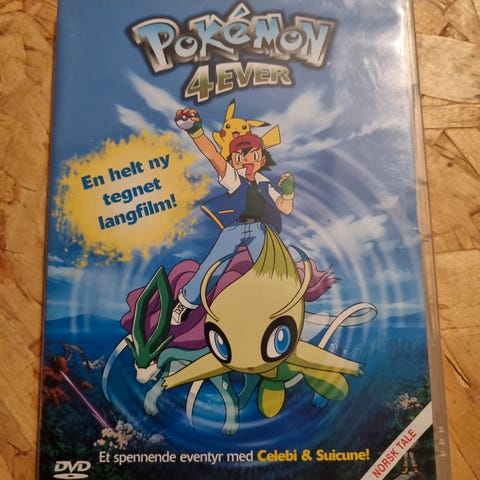 POKéMON
4EVER
En helt ny
tegnet
langfilm!
Et spennende eventyr med Celebi & Suicune!
NORSK TALE
DVD